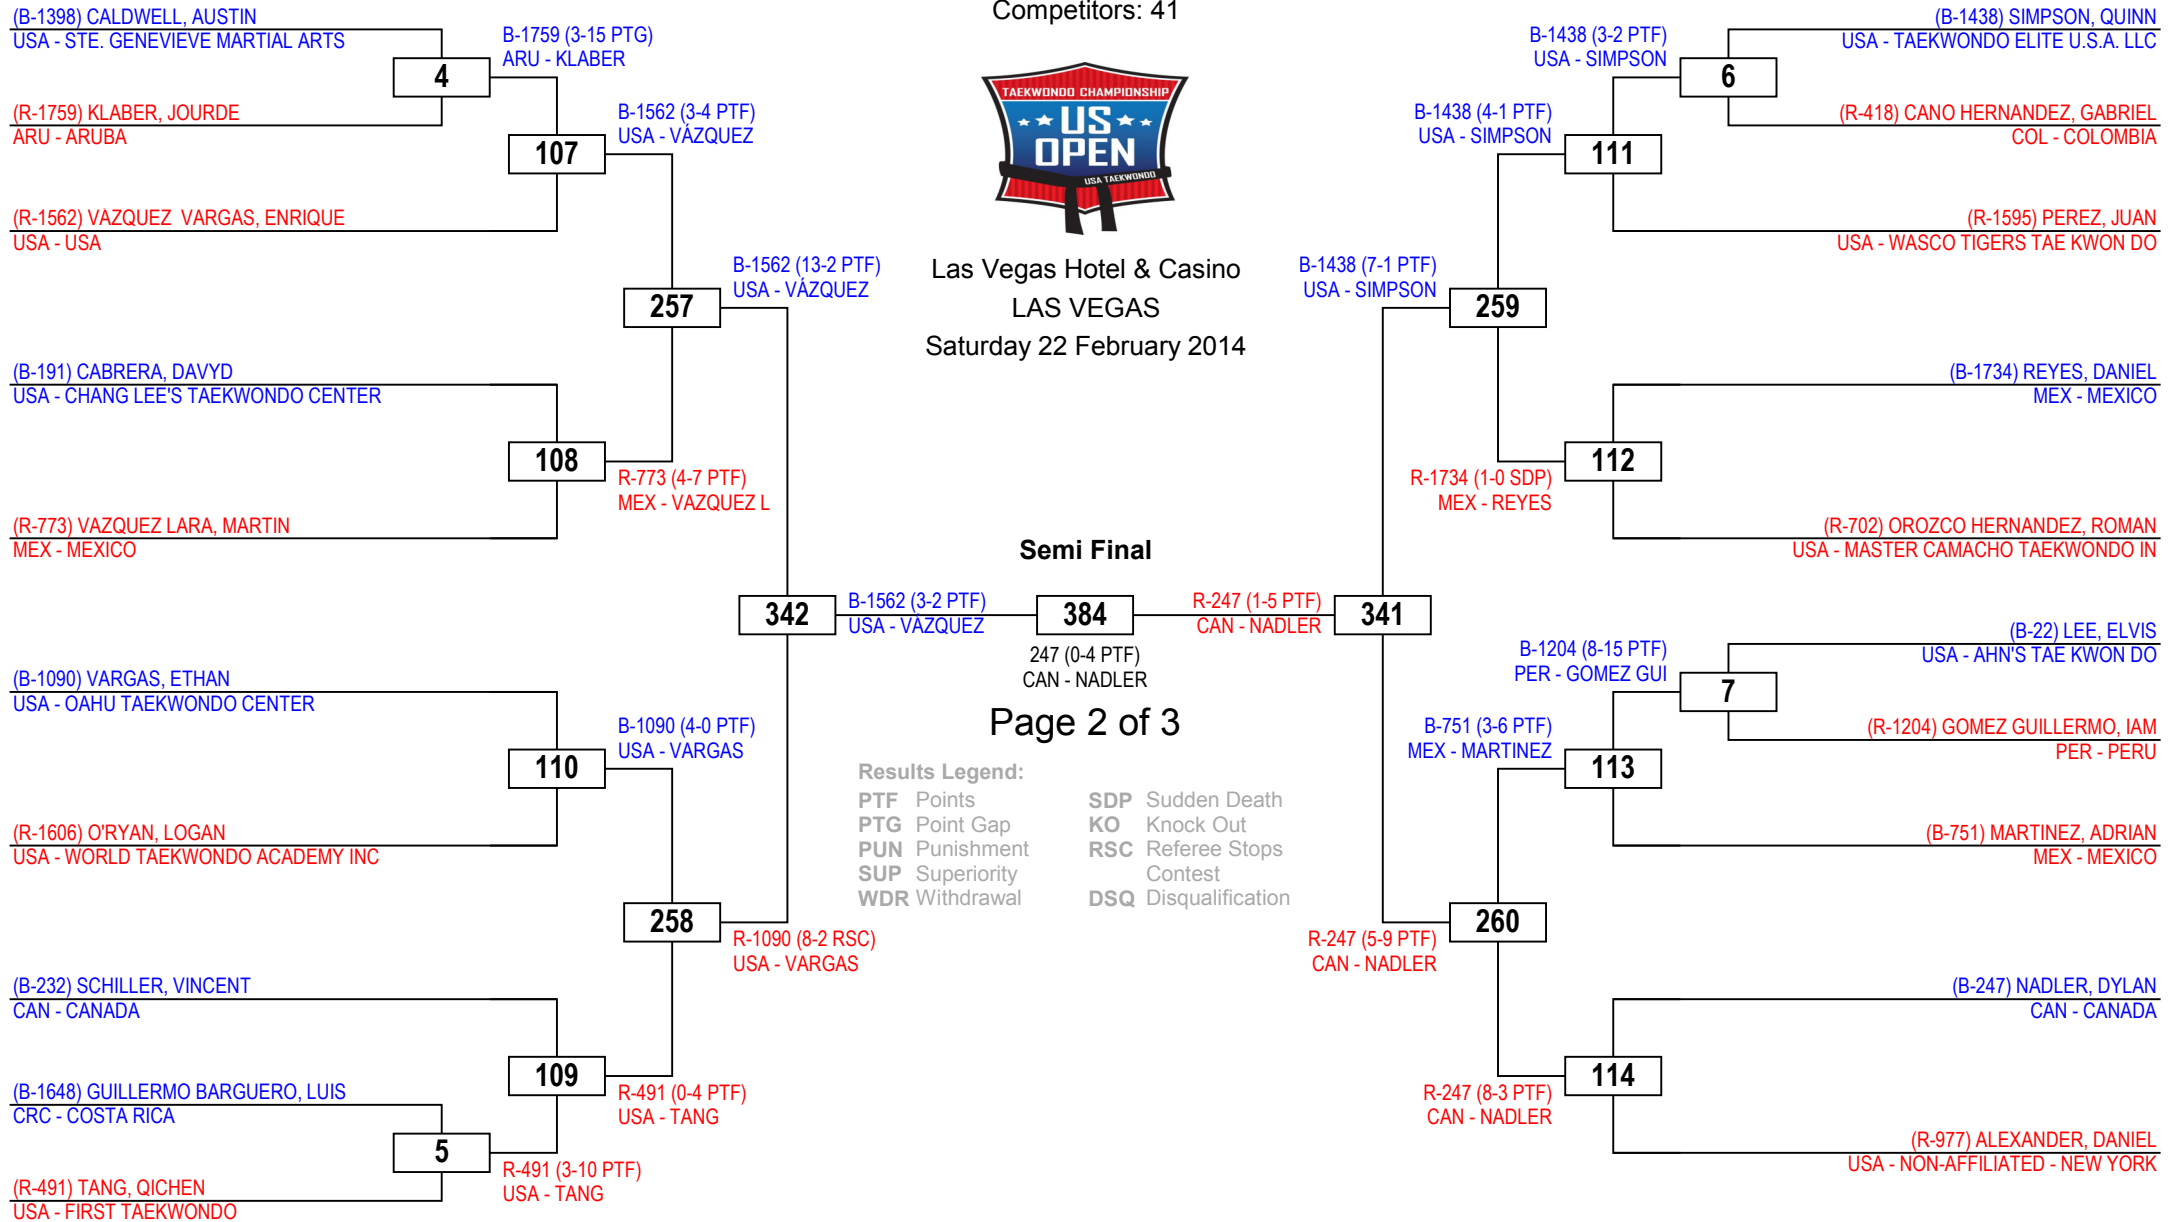 Competitors: 41
TAEKWONDO CHAMPIONSHIP
US
OPEN
USA TAEKWONDO
Las Vegas Hotel & Casino
LAS VEGAS
Saturday 22 February 2014
(B-1398) CALDWELL, AUSTIN
USA - STE. GENEVIEVE MARTIAL ARTS
4
(R-1759) KLABER, JOURDE
ARU - ARUBA
B-1759 (3-15 PTG)
ARU - KLABER
107
(R-1562) VÁZQUEZ  VARGAS, ENRIQUE
USA - USA
B-1562 (3-4 PTF)
USA - VÁZQUEZ
257
(B-191) CABRERA, DAVYD
USA - CHANG LEE'S TAEKWONDO CENTER
108
(R-773) VAZQUEZ LARA, MARTIN
MEX - MEXICO
R-773 (4-7 PTF)
MEX - VAZQUEZ L
B-1562 (13-2 PTF)
USA - VÁZQUEZ
342
(B-1090) VARGAS, ETHAN
USA - OAHU TAEKWONDO CENTER
110
(R-1606) O'RYAN, LOGAN
USA - WORLD TAEKWONDO ACADEMY INC
B-1090 (4-0 PTF)
USA - VARGAS
258
R-1090 (8-2 RSC)
USA - VARGAS
(B-232) SCHILLER, VINCENT
CAN - CANADA
109
(B-1648) GUILLERMO BARGUERO, LUIS
CRC - COSTA RICA
5
(R-491) TANG, QICHEN
USA - FIRST TAEKWONDO
R-491 (3-10 PTF)
USA - TANG
R-491 (0-4 PTF)
USA - TANG
Semi Final
B-1562 (3-2 PTF)
USA - VÁZQUEZ
384
R-247 (1-5 PTF)
CAN - NADLER
247 (0-4 PTF)
CAN - NADLER
Page 2 of 3
Results Legend:
PTF Points
PTG Point Gap
PUN Punishment
SUP Superiority
WDR Withdrawal
SDP Sudden Death
KO Knock Out
RSC Referee Stops
Contest
DSQ Disqualification
(B-1438) SIMPSON, QUINN
USA - TAEKWONDO ELITE U.S.A. LLC
6
(R-418) CANO HERNANDEZ, GABRIEL
COL - COLOMBIA
B-1438 (3-2 PTF)
USA - SIMPSON
111
(R-1595) PEREZ, JUAN
USA - WASCO TIGERS TAE KWON DO
B-1438 (4-1 PTF)
USA - SIMPSON
259
(B-1734) REYES, DANIEL
MEX - MEXICO
112
(R-702) OROZCO HERNANDEZ, ROMAN
USA - MASTER CAMACHO TAEKWONDO IN
R-1734 (1-0 SDP)
MEX - REYES
B-1438 (7-1 PTF)
USA - SIMPSON
341
(B-22) LEE, ELVIS
USA - AHN'S TAE KWON DO
7
(R-1204) GOMEZ GUILLERMO, IAM
PER - PERU
B-1204 (8-15 PTF)
PER - GOMEZ GUI
113
(B-751) MARTINEZ, ADRIAN
MEX - MEXICO
B-751 (3-6 PTF)
MEX - MARTINEZ
260
R-247 (5-9 PTF)
CAN - NADLER
(B-247) NADLER, DYLAN
CAN - CANADA
114
(R-977) ALEXANDER, DANIEL
USA - NON-AFFILIATED - NEW YORK
R-247 (8-3 PTF)
CAN - NADLER